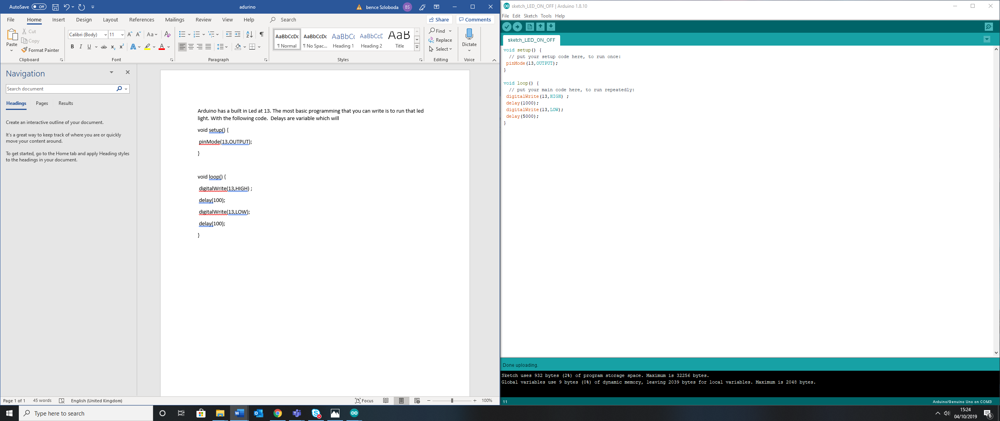 AutoSave Off adurino bence Szloboda BS
File Home Insert Design Layout References Mailings Review View Help Search Share Comments
Paste Cut Copy Format Painter
Calibri (Body) 11
AaBbCcDc AaBbCcDc AaBbCc AaBbCcD AaB
¶ Normal ¶ No Spac... Heading 1 Heading 2 Title
Find Replace Select
Dictate
Clipboard Font Paragraph Styles Editing Voice
Navigation
Search document
Headings Pages Results
Create an interactive outline of your document.
It's a great way to keep track of where you are or quickly
move your content around.
To get started, go to the Home tab and apply Heading styles
to the headings in your document.
Arduino has a built in Led at 13. The most basic programming that you can write is to run that led
light. With the following code.  Delays are variable which will
void setup() {
pinMode(13,OUTPUT);
}
void loop() {
digitalWrite(13,HIGH) ;
delay(100);
digitalWrite(13,LOW);
delay(100);
}
Page 1 of 1 45 words English (United Kingdom) Focus 100%
sketch_LED_ON_OFF | Arduino 1.8.10
File Edit Sketch Tools Help
sketch_LED_ON_OFF
void setup() {
// put your setup code here, to run once:
pinMode(13,OUTPUT);
}
void loop() {
// put your main code here, to run repeatedly:
digitalWrite(13,HIGH) ;
delay(1000);
digitalWrite(13,LOW);
delay(5000);
}
Done uploading.
Sketch uses 932 bytes (2%) of program storage space. Maximum is 32256 bytes.
Global variables use 9 bytes (0%) of dynamic memory, leaving 2039 bytes for local variables. Maximum is 2048 bytes.
11 Arduino/Genuino Uno on COM3
Type here to search
15:24
04/10/2019
6